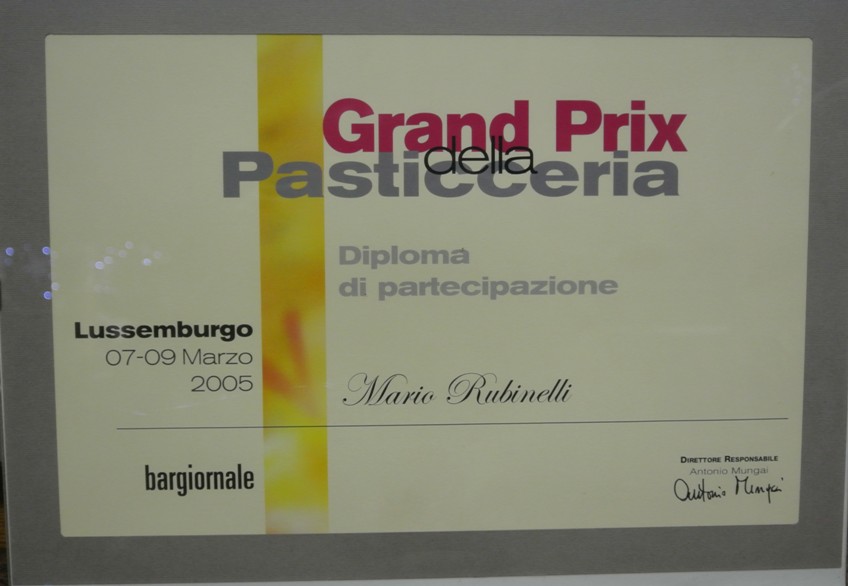 Grand Prix
della
Pasticceria
Diploma
di partecipazione
Lussemburgo
07-09 Marzo
2005
Mario Rubinelli
bargiornale
DIRETTORE RESPONSABILE
Antonio Mungai
Antonio Mungai